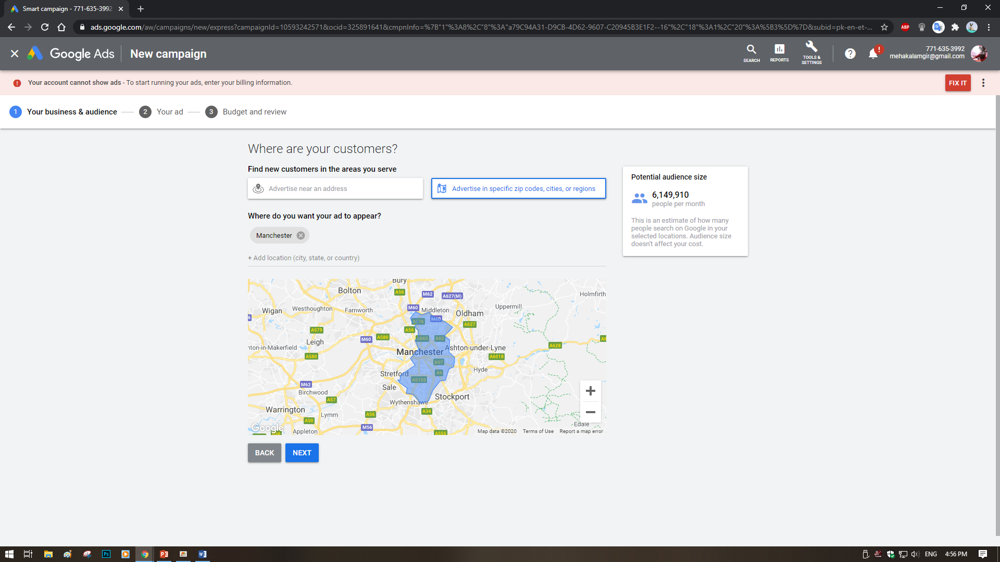 Smart campaign - 771-635-3992
ads.google.com/aw/campaigns/new/express?campaignId=10593242571&ocid=325891641&cmpnInfo=%7B"1"%3A8%2C"8"%3A"a79C94A31-D9CB-4D62-9607-C20945B3E1F2--16"%2C"18"%3A1%2C"20"%3A%5B3%5D%7D&subid=pk-en-et-...
ABP
Google Ads
New campaign
SEARCH
REPORTS
TOOLS &
SETTINGS
771-635-3992
mehakalamgir@gmail.com
Your account cannot show ads - To start running your ads, enter your billing information.
FIX IT
1 Your business & audience
2 Your ad
3 Budget and review
Where are your customers?
Find new customers in the areas you serve
Advertise near an address
Advertise in specific zip codes, cities, or regions
Where do you want your ad to appear?
Manchester
+ Add location (city, state, or country)
Potential audience size
6,149,910
people per month
This is an estimate of how many
people search on Google in your
selected locations. Audience size
doesn't affect your cost.
Bury
Bolton
A56
M62
A627(M)
Holmfirth
Wigan
Westhoughton
Farnworth
M60
Middleton
Oldham
Uppermill
6
A576
M60
A579
A56
A627
Leigh
M60
A580
A665
A62
A6
nton-in-Makerfield
Manchester
Ashton-under-Lyne
A628
A580
A57
A6018
Stretford
A6
Hyde
A5103
M62
Sale
Birchwood
A57
Wythenshawe
Stockport
Warrington
Lymm
A56
A34
A50
Edale
Google
Appleton
M56
A555
Map data ©2020
Terms of Use
Report a map error
BACK
NEXT
Ps
ENG
4:56 PM